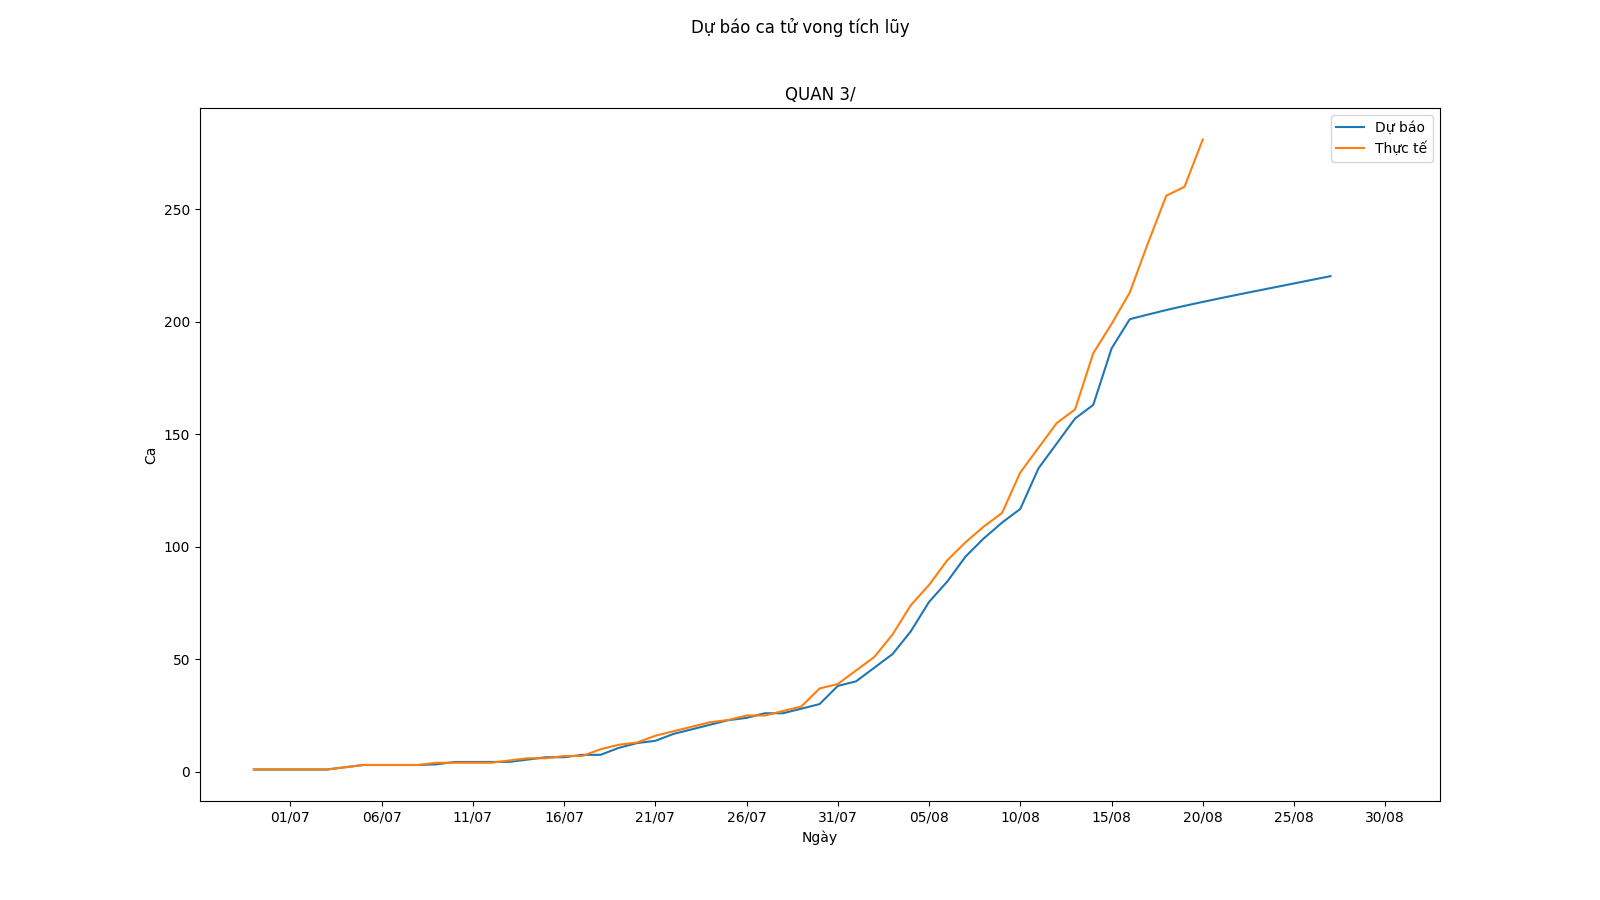 Dự báo ca tử vong tích lũy
QUAN 3/
Dự báo
Thực tế
250
200
150
100
50
0
Ca
01/07 06/07 11/07 16/07 21/07 26/07 31/07 05/08 10/08 15/08 20/08 25/08 30/08
Ngày